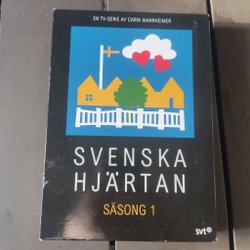 EN TV-SERIE AV CARIN MANNHEIMER
SVENSKA
HJÄRTAN
SÄSONG 1
svt